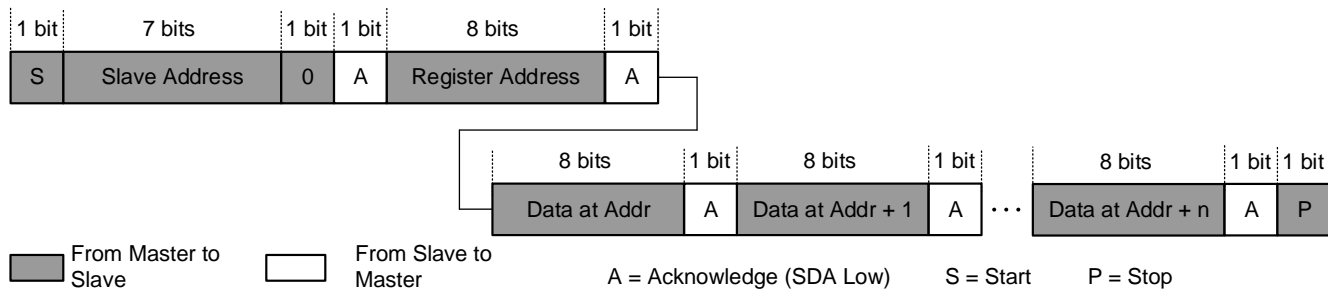 1 bit 7 bits 1 bit 1 bit 8 bits 1 bit
S Slave Address 0 A Register Address A
8 bits 1 bit 8 bits 1 bit 8 bits 1 bit 1 bit
Data at Addr A Data at Addr + 1 A ··· Data at Addr + n A P
From Master to
Slave
From Slave to
Master
A = Acknowledge (SDA Low) S = Start P = Stop